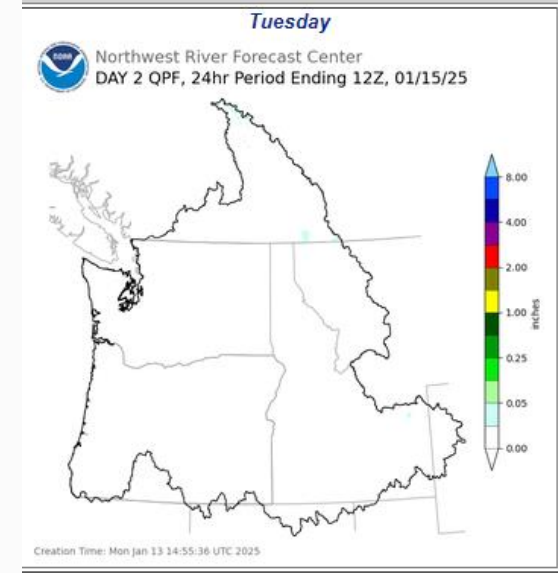 Tuesday
NOAA
Northwest River Forecast Center
DAY 2 QPF, 24hr Period Ending 12Z, 01/15/25
8.00
4.00
2.00
1.00
0.25
0.05
0.00
inches
Creation Time: Mon Jan 13 14:55:36 UTC 2025